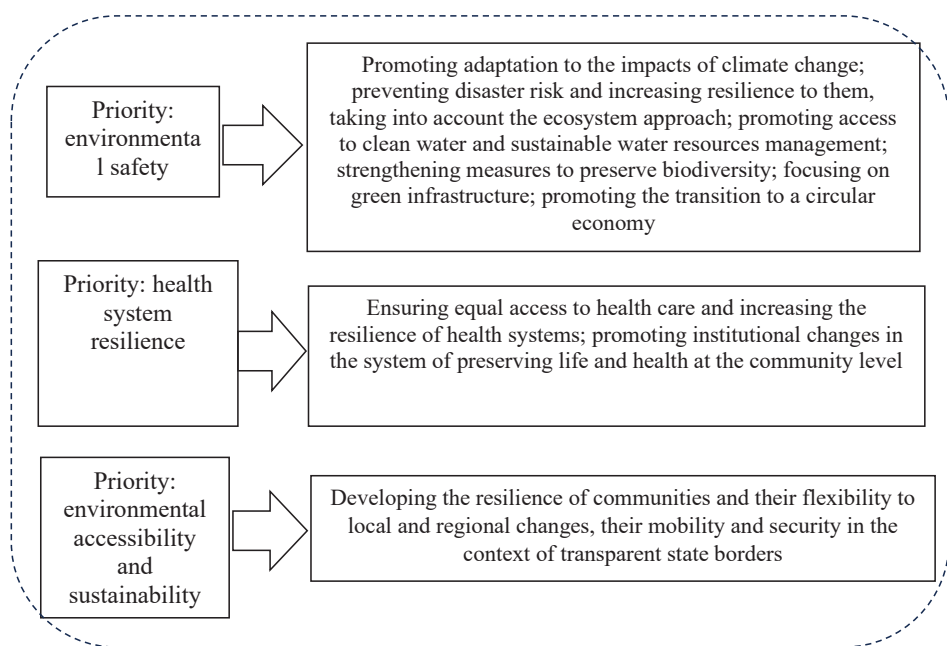 Priority:
environmenta
l safety
Promoting adaptation to the impacts of climate change;
preventing disaster risk and increasing resilience to them,
taking into account the ecosystem approach; promoting access
to clean water and sustainable water resources management;
strengthening measures to preserve biodiversity; focusing on
green infrastructure; promoting the transition to a circular
economy
Priority: health
system
resilience
Ensuring equal access to health care and increasing the
resilience of health systems; promoting institutional changes in
the system of preserving life and health at the community level
Priority:
environmental
accessibility
and
sustainability
Developing the resilience of communities and their flexibility to
local and regional changes, their mobility and security in the
context of transparent state borders